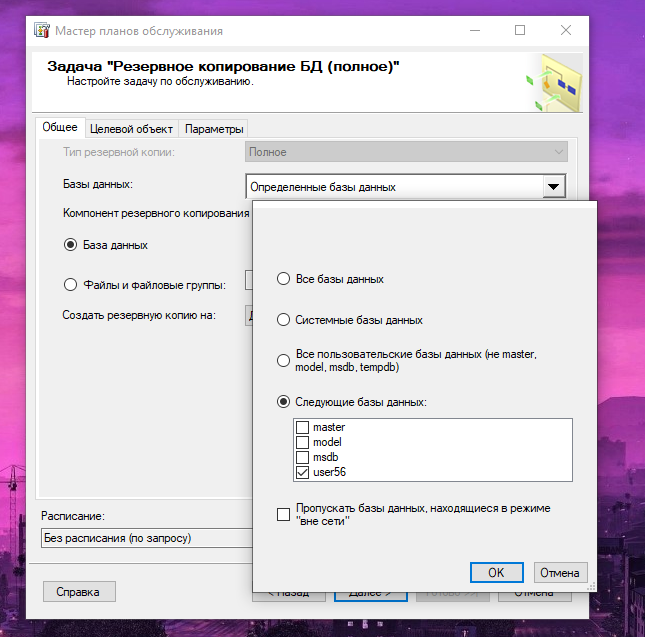 Мастер планов обслуживания
Задача "Резервное копирование БД (полное)"
Настройте задачу по обслуживанию.
Общее
Целевой объект
Параметры
Тип резервной копии:
Полное
Базы данных:
Определенные базы данных
Компонент резервного копирования
База данных
Файлы и файловые группы:
Создать резервную копию на:
Все базы данных
Системные базы данных
Все пользовательские базы данных (не master,
model, msdb, tempdb)
Следующие базы данных:
master
model
msdb
user56
Пропускать базы данных, находящиеся в режиме
"вне сети"
OK
Отмена
Расписание:
Без расписания (по запросу)
Справка
< Назад
Далее >
Отмена